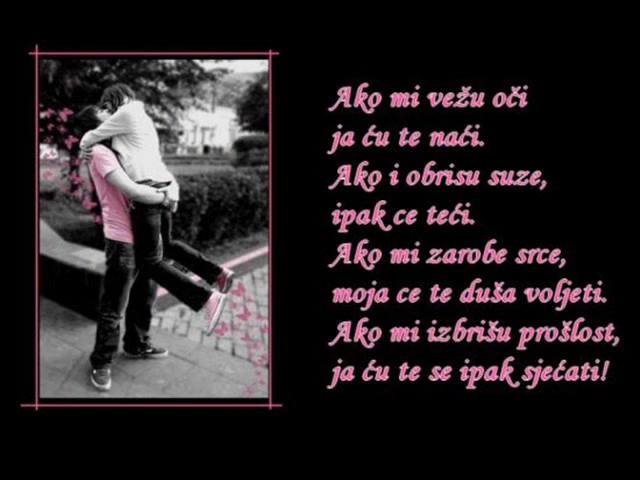 Ako mi vežu oči
ja ću te naći.
Ako i obrisu suze,
ipak ce teći.
Ako mi zarobe srce,
moja ce te duša voljeti.
Ako mi izbrišu prošlost,
ja ću te se ipak sjećati!